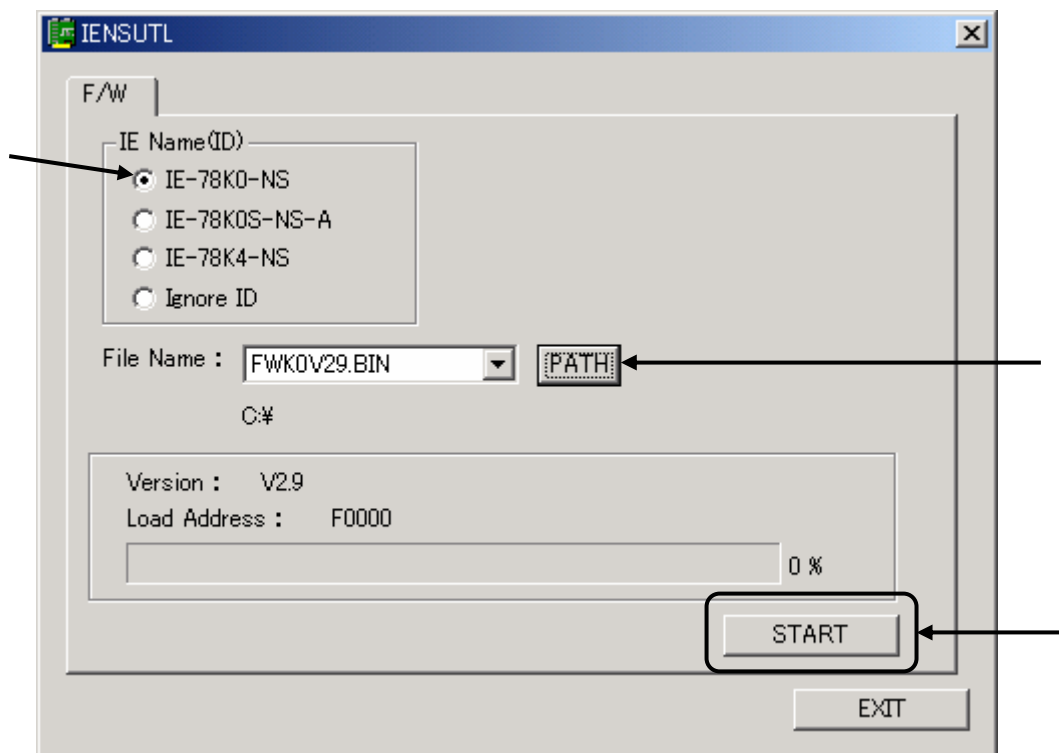 IENSUTL
F/W
IE Name(ID)
IE-78K0-NS
IE-78K0S-NS-A
IE-78K4-NS
Ignore ID
File Name : FWK0V29.BIN PATH
C:¥
Version : V2.9
Load Address : F0000
0 %
START
EXIT